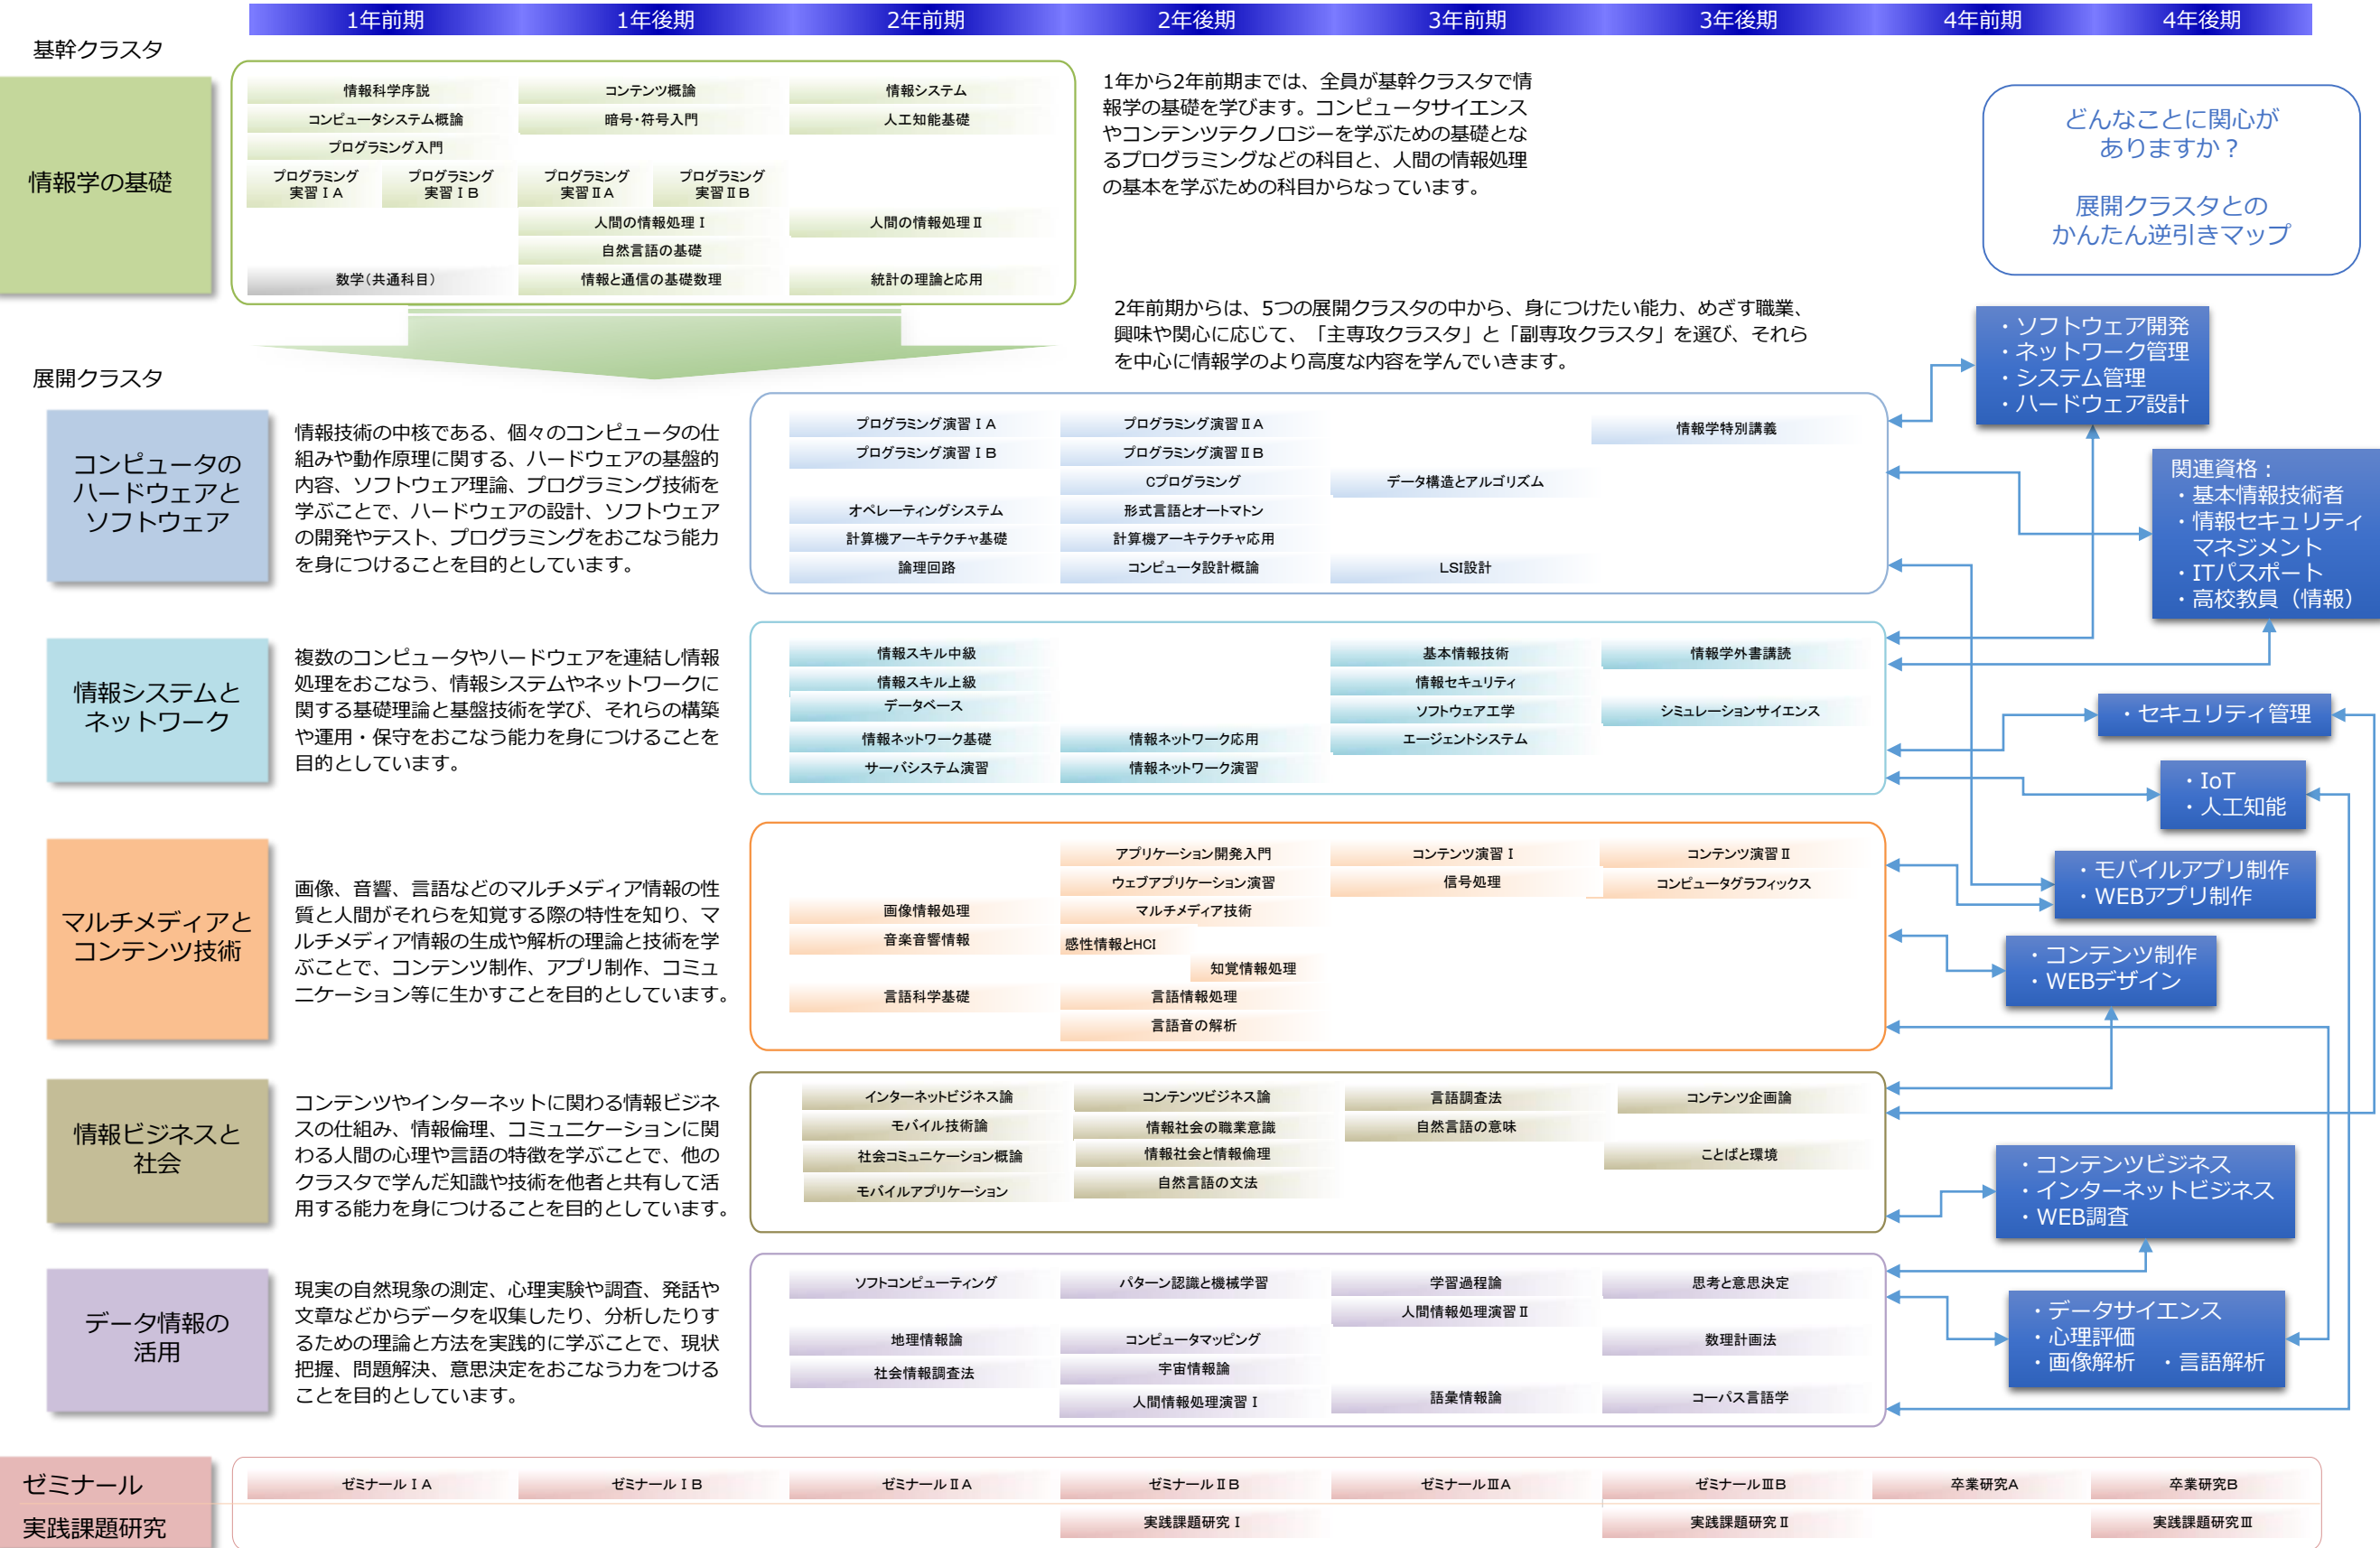 1年前期
1年後期
2年前期
2年後期
3年前期
3年後期
4年前期
4年後期
基幹クラスタ
情報学の基礎
情報科学序説
コンテンツ概論
情報システム
コンピュータシステム概論
暗号・符号入門
人工知能基礎
プログラミング入門
プログラミング
実習ⅠA
プログラミング
実習ⅠB
プログラミング
実習ⅡA
プログラミング
実習ⅡB
人間の情報処理Ⅰ
人間の情報処理Ⅱ
自然言語の基礎
数学(共通科目)
情報と通信の基礎数理
統計の理論と応用
1年から2年前期までは、全員が基幹クラスタで情
報学の基礎を学びます。コンピュータサイエンス
やコンテンツテクノロジーを学ぶための基礎とな
るプログラミングなどの科目と、人間の情報処理
の基本を学ぶための科目からなっています。
どんなことに関心が
ありますか？
展開クラスタとの
かんたん逆引きマップ
2年前期からは、5つの展開クラスタの中から、身につけたい能力、めざす職業、
興味や関心に応じて、「主専攻クラスタ」と「副専攻クラスタ」を選び、それら
を中心に情報学のより高度な内容を学んでいきます。
展開クラスタ
コンピュータの
ハードウェアと
ソフトウェア
情報技術の中核である、個々のコンピュータの仕
組みや動作原理に関する、ハードウェアの基盤的
内容、ソフトウェア理論、プログラミング技術を
学ぶことで、ハードウェアの設計、ソフトウェア
の開発やテスト、プログラミングをおこなう能力
を身につけることを目的としています。
プログラミング演習ⅠA
プログラミング演習ⅡA
情報学特別講義
プログラミング演習ⅠB
プログラミング演習ⅡB
Cプログラミング
データ構造とアルゴリズム
オペレーティングシステム
形式言語とオートマトン
計算機アーキテクチャ基礎
計算機アーキテクチャ応用
論理回路
コンピュータ設計概論
LSI設計
・ソフトウェア開発
・ネットワーク管理
・システム管理
・ハードウェア設計
関連資格：
・基本情報技術者
・情報セキュリティ
マネジメント
・ITパスポート
・高校教員（情報）
情報システムと
ネットワーク
複数のコンピュータやハードウェアを連結し情報
処理をおこなう、情報システムやネットワークに
関する基礎理論と基盤技術を学び、それらの構築
や運用・保守をおこなう能力を身につけることを
目的としています。
情報スキル中級
基本情報技術
情報学外書講読
情報スキル上級
情報セキュリティ
データベース
ソフトウェア工学
シミュレーションサイエンス
情報ネットワーク基礎
情報ネットワーク応用
エージェントシステム
サーバシステム演習
情報ネットワーク演習
・セキュリティ管理
・IoT
・人工知能
マルチメディアと
コンテンツ技術
画像、音響、言語などのマルチメディア情報の性
質と人間がそれらを知覚する際の特性を知り、マ
ルチメディア情報の生成や解析の理論と技術を学
ぶことで、コンテンツ制作、アプリ制作、コミュ
ニケーション等に生かすことを目的としています。
アプリケーション開発入門
コンテンツ演習Ⅰ
コンテンツ演習Ⅱ
ウェブアプリケーション演習
信号処理
コンピュータグラフィックス
画像情報処理
マルチメディア技術
音楽音響情報
感性情報とHCI
知覚情報処理
言語科学基礎
言語情報処理
言語音の解析
・モバイルアプリ制作
・WEBアプリ制作
・コンテンツ制作
・WEBデザイン
情報ビジネスと
社会
コンテンツやインターネットに関わる情報ビジネ
スの仕組み、情報倫理、コミュニケーションに関
わる人間の心理や言語の特徴を学ぶことで、他の
クラスタで学んだ知識や技術を他者と共有して活
用する能力を身につけることを目的としています。
インターネットビジネス論
コンテンツビジネス論
言語調査法
コンテンツ企画論
モバイル技術論
情報社会の職業意識
自然言語の意味
社会コミュニケーション概論
情報社会と情報倫理
ことばと環境
モバイルアプリケーション
自然言語の文法
・コンテンツビジネス
・インターネットビジネス
・WEB調査
データ情報の
活用
現実の自然現象の測定、心理実験や調査、発話や
文章などからデータを収集したり、分析したりす
るための理論と方法を実践的に学ぶことで、現状
把握、問題解決、意思決定をおこなう力をつける
ことを目的としています。
ソフトコンピューティング
パターン認識と機械学習
学習過程論
思考と意思決定
人間情報処理演習Ⅱ
地理情報論
コンピュータマッピング
数理計画法
社会情報調査法
宇宙情報論
人間情報処理演習Ⅰ
語彙情報論
コーパス言語学
・データサイエンス
・心理評価
・画像解析　・言語解析
ゼミナール
実践課題研究
ゼミナールⅠA
ゼミナールⅠB
ゼミナールⅡA
ゼミナールⅡB
ゼミナールⅢA
ゼミナールⅢB
卒業研究A
卒業研究B
実践課題研究Ⅰ
実践課題研究Ⅱ
実践課題研究Ⅲ